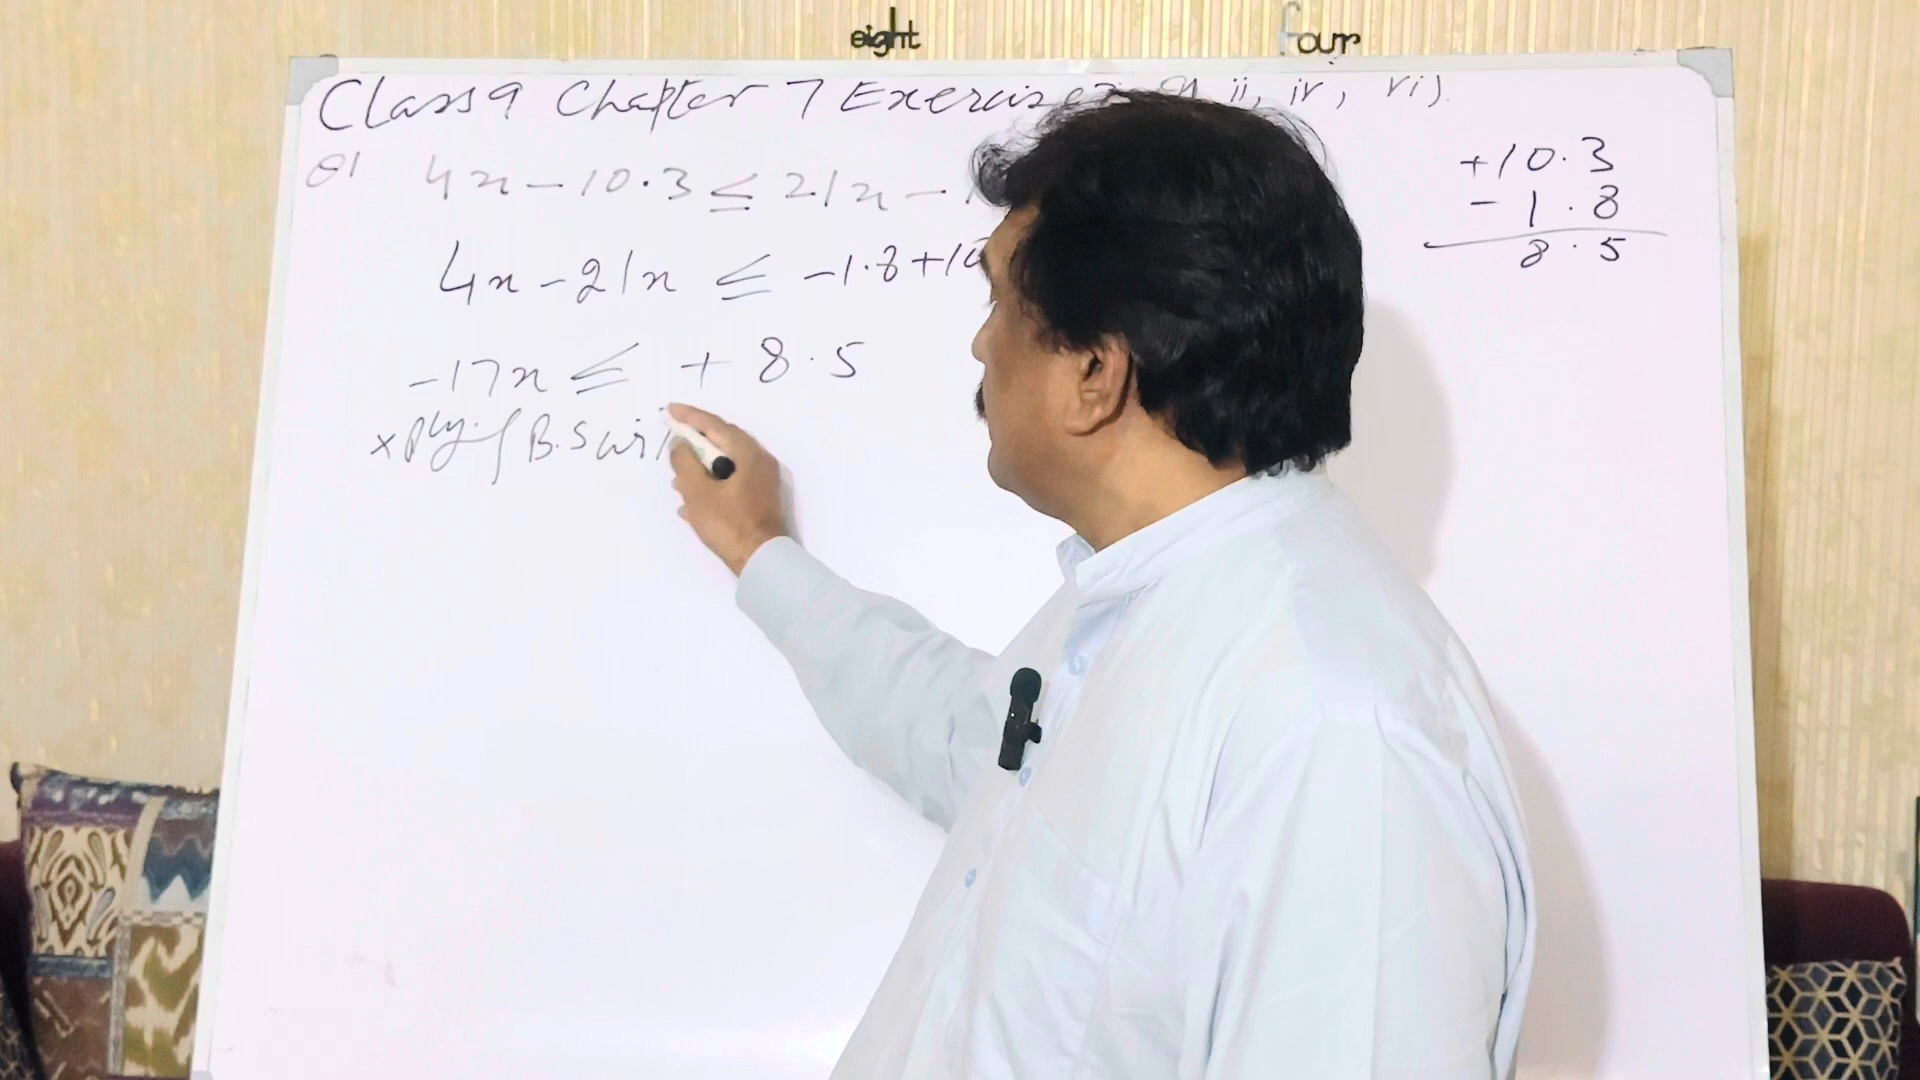 eight four
Class 9 Chapter 7 Exercise ii, iv, vi).
Q1 4x - 10.3 ≤ 21x -
4x - 21x ≤ -1.8 + 10
-17x ≤ + 8.5
xply. B.S wi
+10.3
- 1.8
8.5